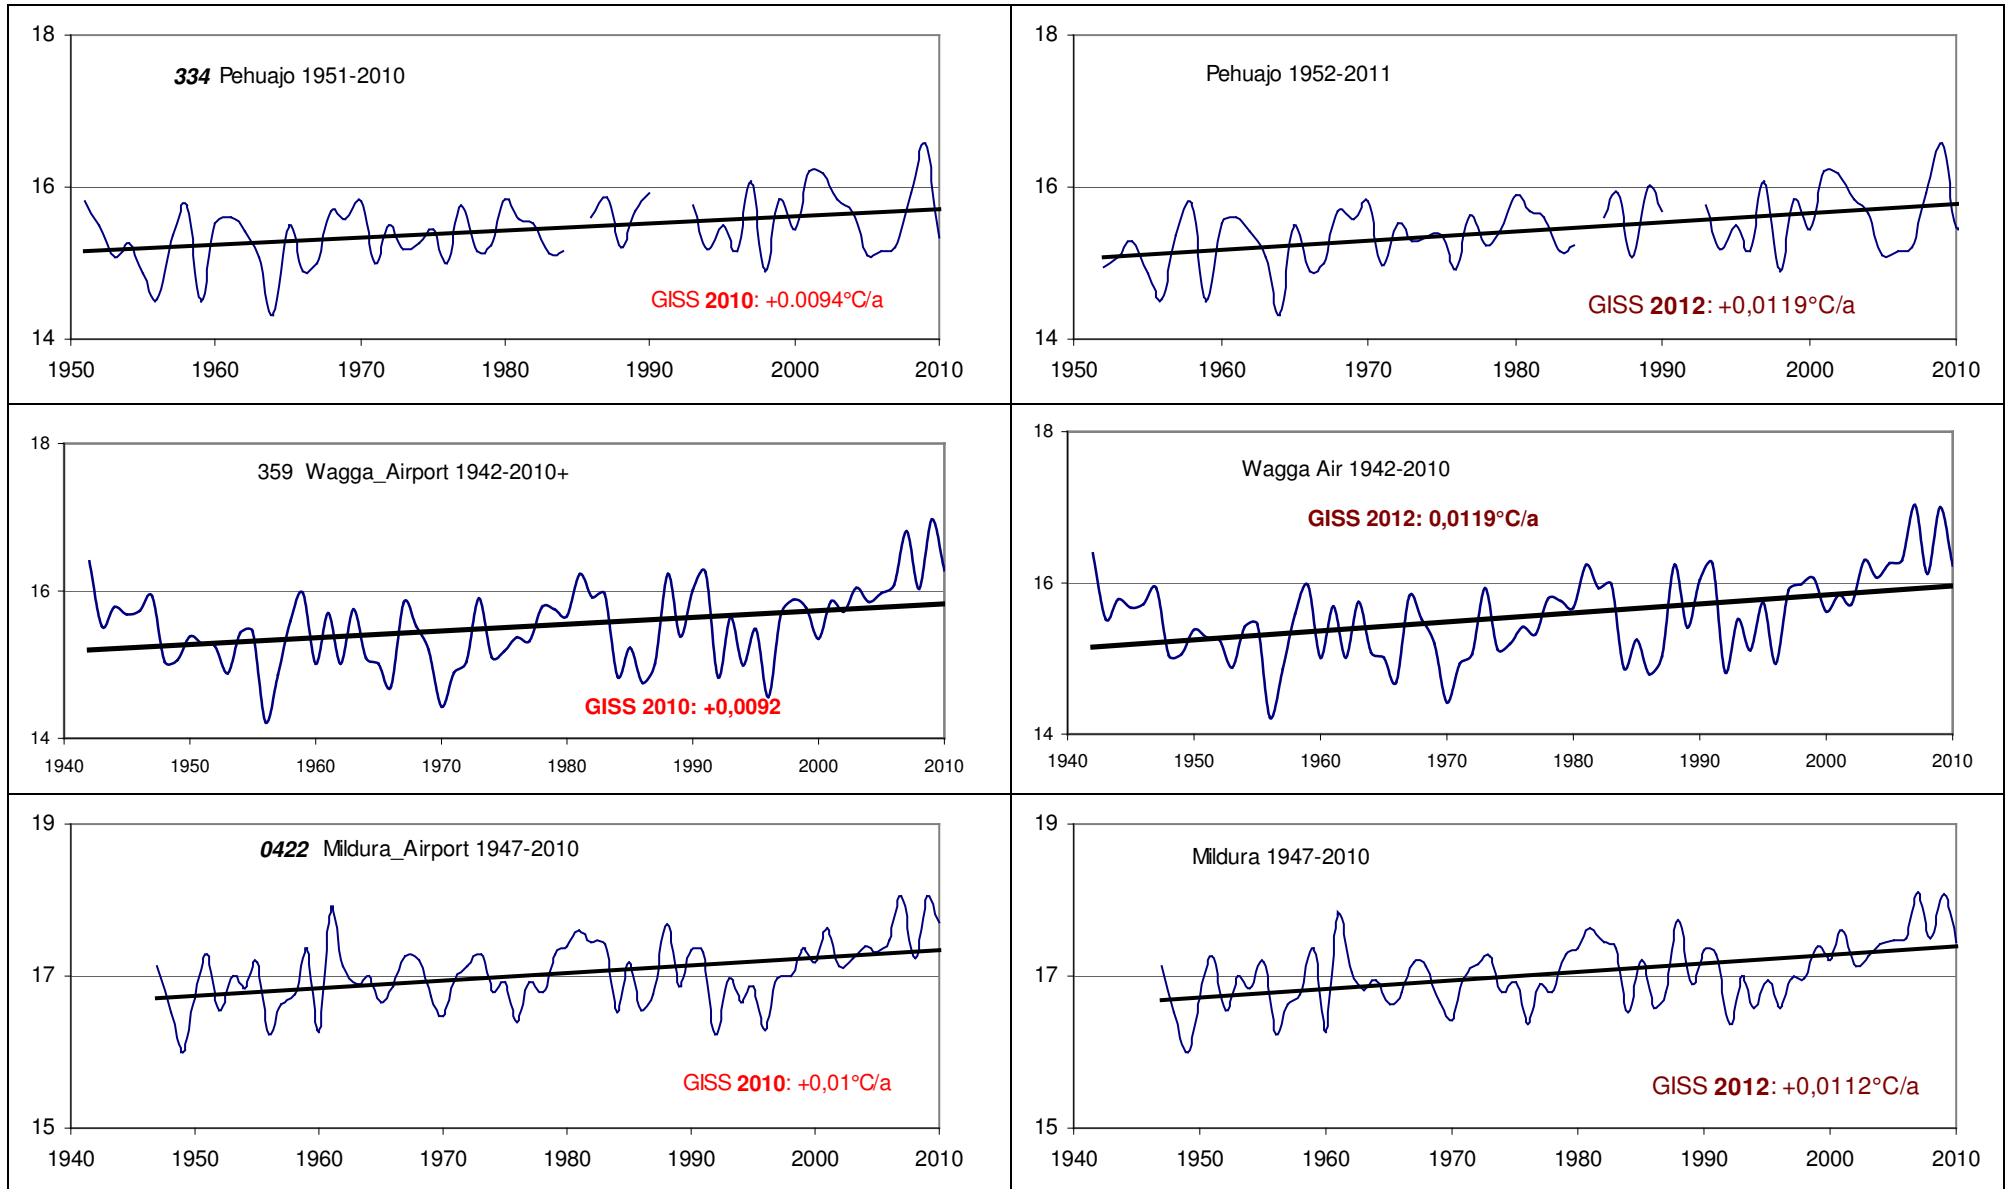 18
334 Pehuajo 1951-2010
16
GISS 2010: +0.0094°C/a
14
1950 1960 1970 1980 1990 2000 2010
18
Pehuajo 1952-2011
16
GISS 2012: +0,0119°C/a
14
1950 1960 1970 1980 1990 2000 2010
18
359 Wagga_Airport 1942-2010+
16
GISS 2010: +0,0092
14
1940 1950 1960 1970 1980 1990 2000 2010
18
Wagga Air 1942-2010
GISS 2012: 0,0119°C/a
16
14
1940 1950 1960 1970 1980 1990 2000 2010
19
0422 Mildura_Airport 1947-2010
17
GISS 2010: +0,01°C/a
15
1940 1950 1960 1970 1980 1990 2000 2010
19
Mildura 1947-2010
17
GISS 2012: +0,0112°C/a
15
1940 1950 1960 1970 1980 1990 2000 2010